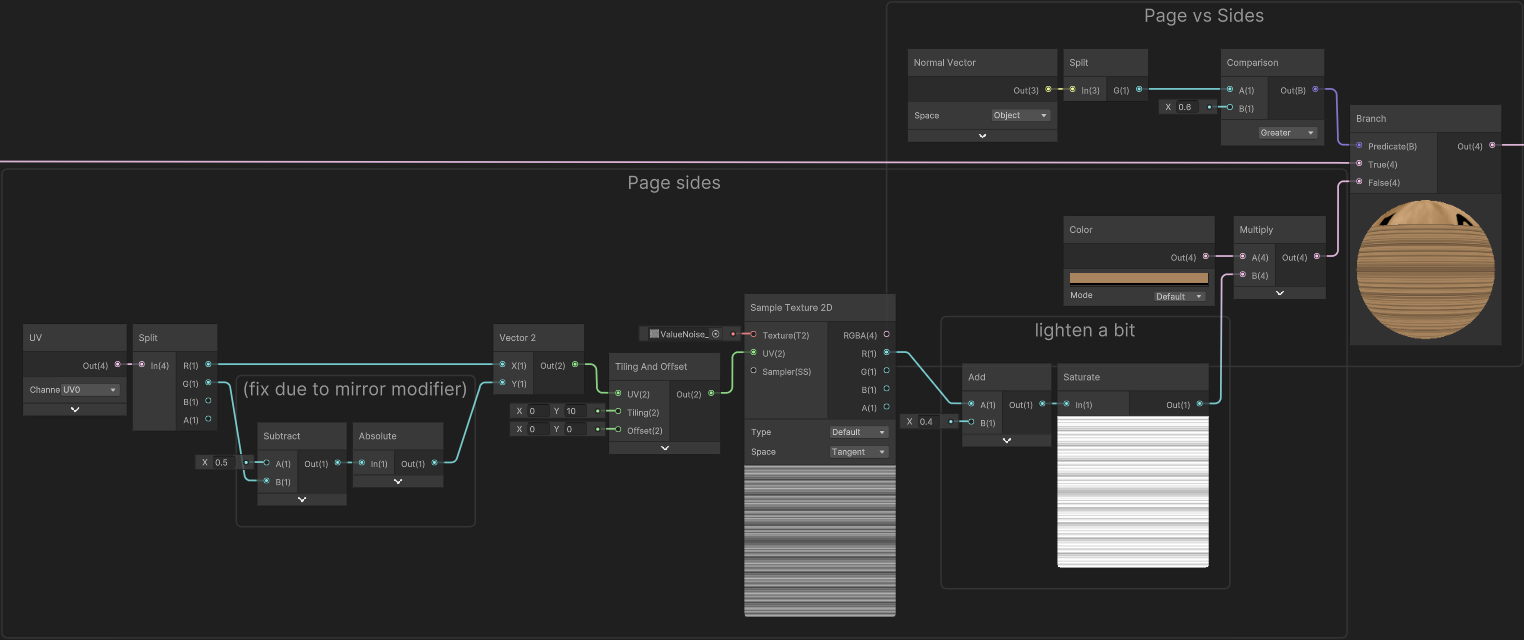 Page vs Sides
Normal Vector
Out(3)
Space
Object
Split
In(3)
G(1)
X 0.6
Comparison
A(1)
Out(B)
B(1)
Greater
Branch
Predicate(B)
Out(4)
True(4)
False(4)
Page sides
Color
Out(4)
Mode
Default
Multiply
A(4)
Out(4)
B(4)
UV
Out(4)
Channe UV0
Split
In(4)
R(1)
G(1)
B(1)
A(1)
(fix due to mirror modifier)
X 0.5
Subtract
A(1)
Out(1)
B(1)
Absolute
In(1)
Out(1)
Vector 2
X(1)
Out(2)
Y(1)
Tiling And Offset
UV(2)
Out(2)
X 0 Y 10
Tiling(2)
X 0 Y 0
Offset(2)
Sample Texture 2D
ValueNoise_
Texture(T2)
RGBA(4)
UV(2)
R(1)
Sampler(SS)
G(1)
B(1)
A(1)
Type
Default
Space
Tangent
lighten a bit
Add
A(1)
Out(1)
X 0.4
B(1)
Saturate
In(1)
Out(1)